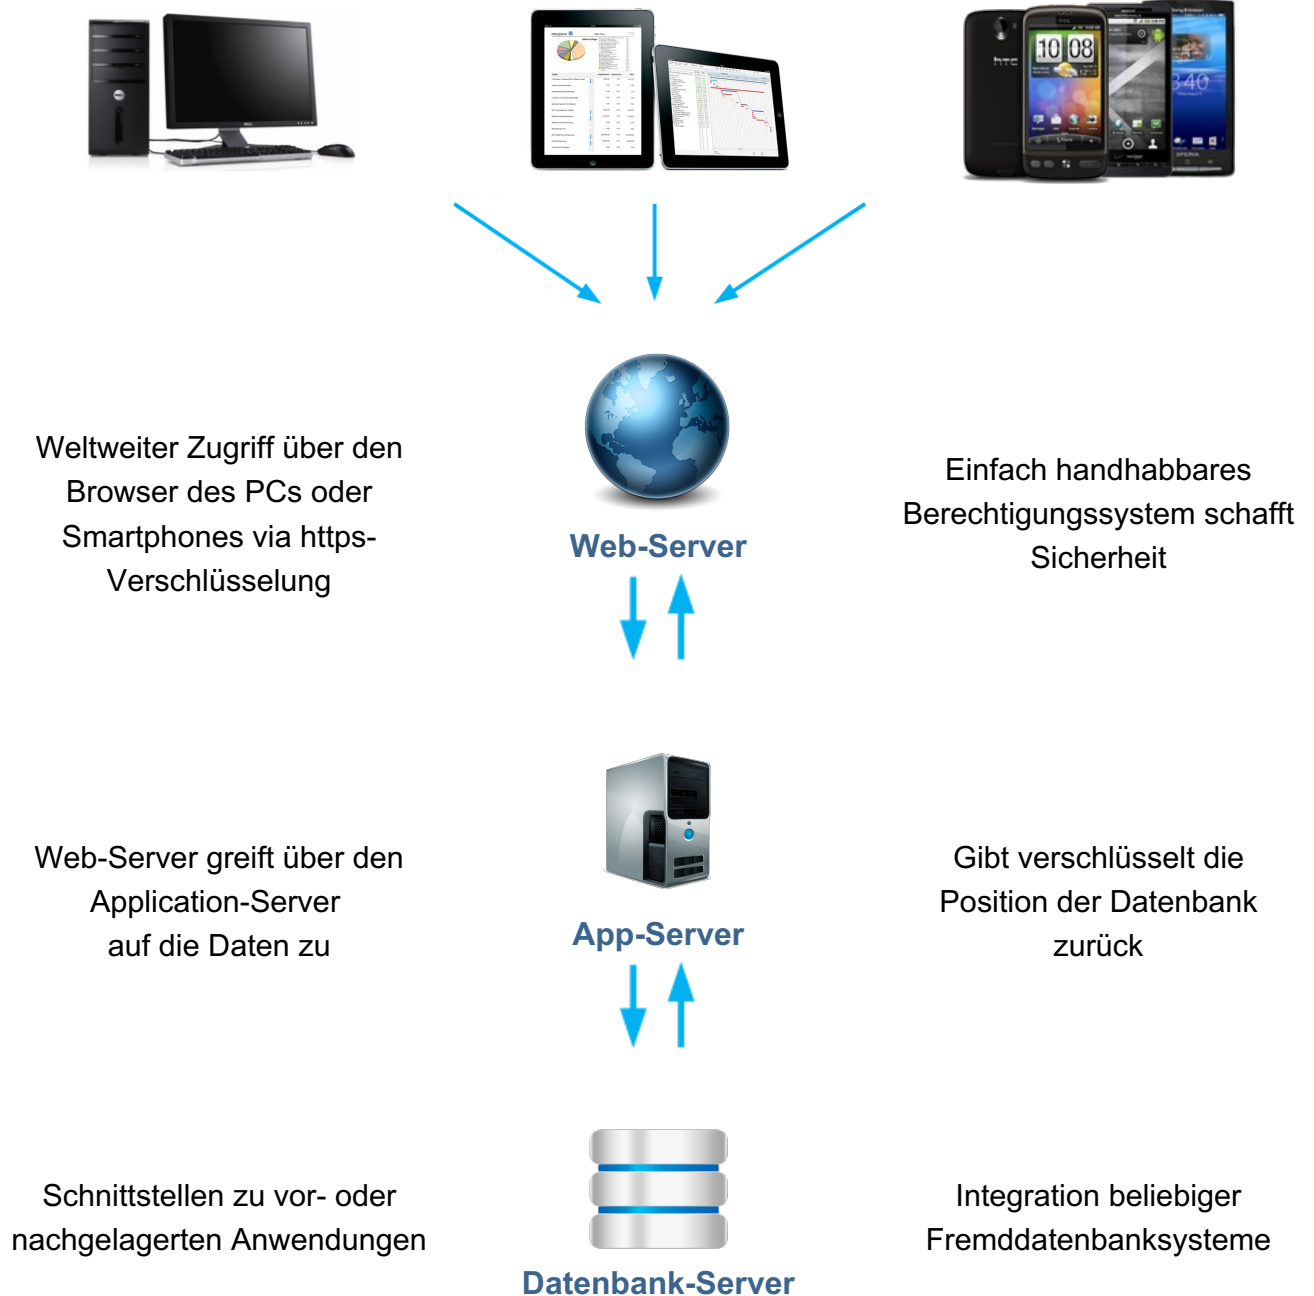 10 08
Weltweiter Zugriff über den
Browser des PCs oder
Smartphones via https-
Verschlüsselung
Web-Server
Einfach handhabbares
Berechtigungssystem schafft
Sicherheit
Web-Server greift über den
Application-Server
auf die Daten zu
App-Server
Gibt verschlüsselt die
Position der Datenbank
zurück
Schnittstellen zu vor- oder
nachgelagerten Anwendungen
Datenbank-Server
Integration beliebiger
Fremddatenbanksysteme